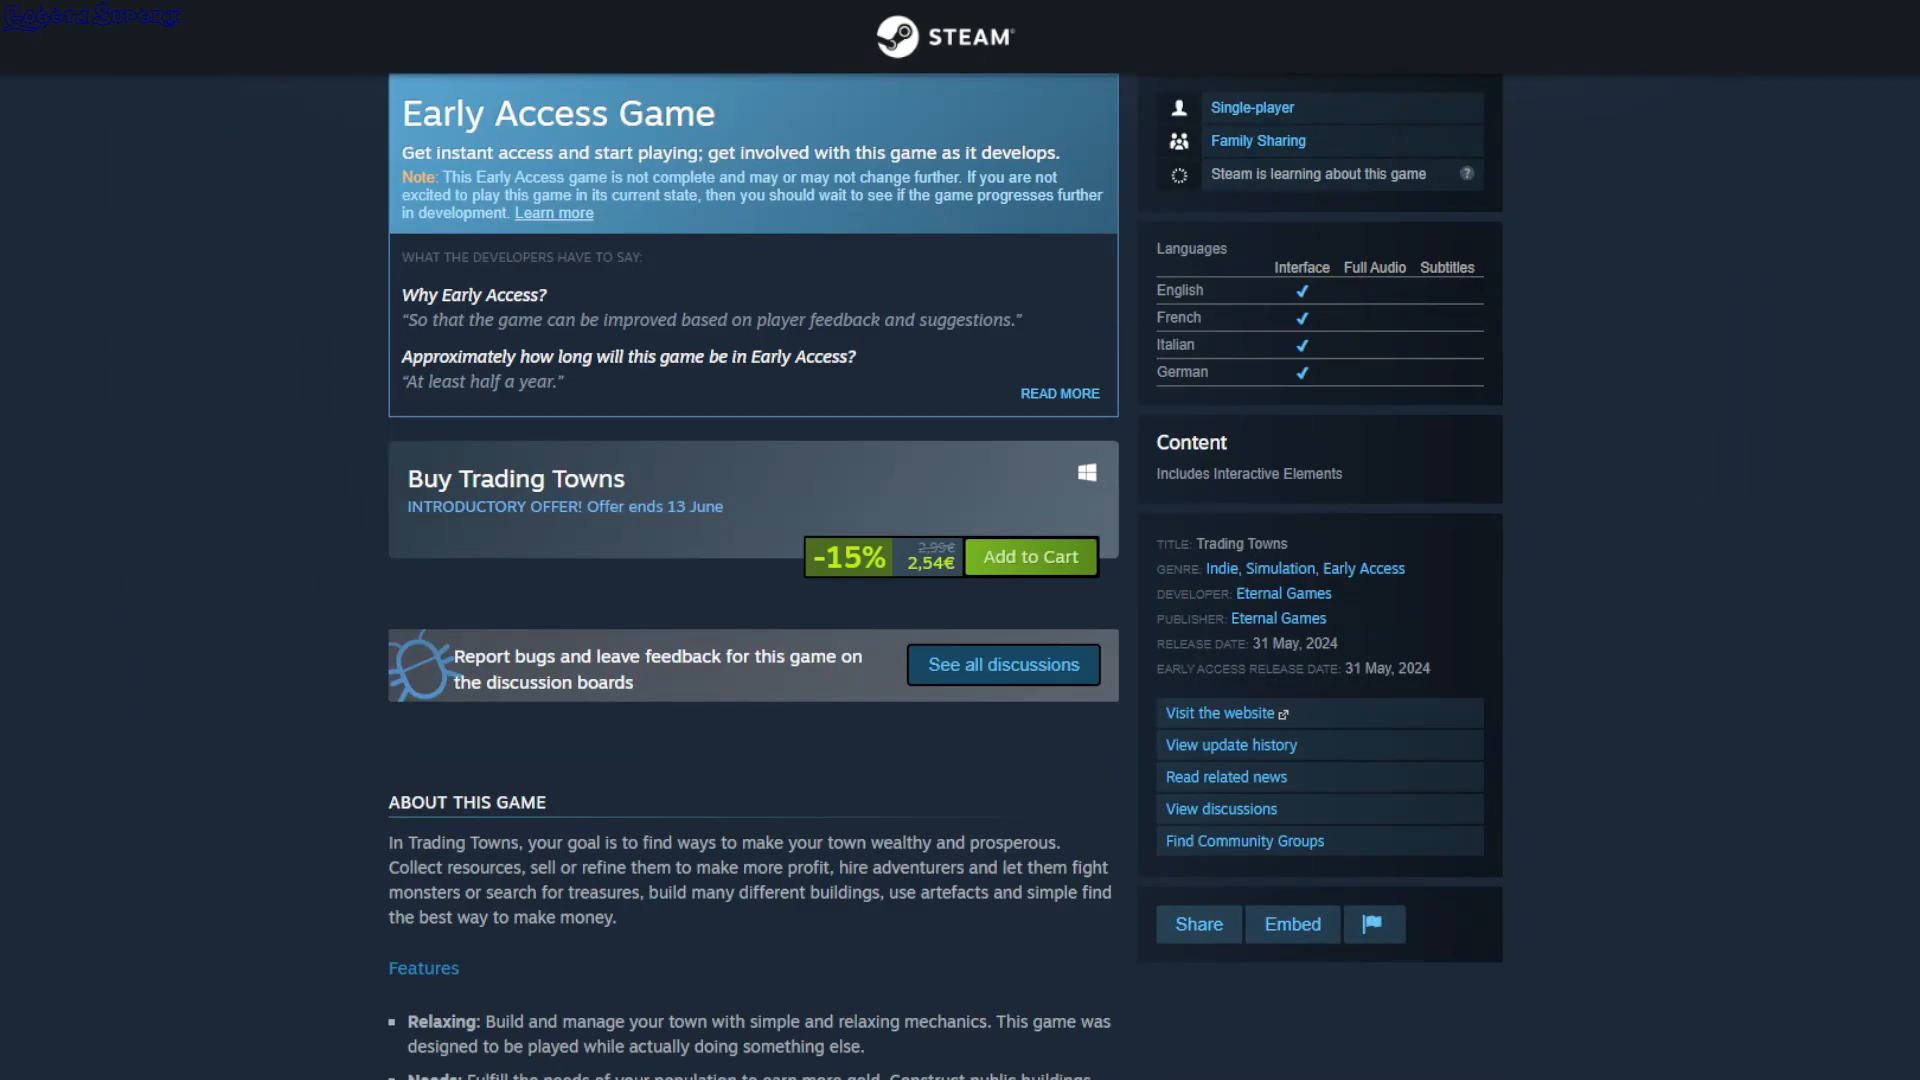 STEAM
Early Access Game
Get instant access and start playing; get involved with this game as it develops.
Note: This Early Access game is not complete and may or may not change further. If you are not
excited to play this game in its current state, then you should wait to see if the game progresses further
in development. Learn more
WHAT THE DEVELOPERS HAVE TO SAY:
Why Early Access?
“So that the game can be improved based on player feedback and suggestions.”
Approximately how long will this game be in Early Access?
“At least half a year.”
READ MORE
Buy Trading Towns
INTRODUCTORY OFFER! Offer ends 13 June
-15%
2,99€
2,54€
Add to Cart
Report bugs and leave feedback for this game on
the discussion boards
See all discussions
ABOUT THIS GAME
In Trading Towns, your goal is to find ways to make your town wealthy and prosperous.
Collect resources, sell or refine them to make more profit, hire adventurers and let them fight
monsters or search for treasures, build many different buildings, use artefacts and simple find
the best way to make money.
Features
Relaxing: Build and manage your town with simple and relaxing mechanics. This game was
designed to be played while actually doing something else.
Needs: Fulfill the needs of your population to earn more gold. Construct public buildings,
Single-player
Family Sharing
Steam is learning about this game ?
Languages
Interface Full Audio Subtitles
English ✔
French ✔
Italian ✔
German ✔
Content
Includes Interactive Elements
TITLE: Trading Towns
GENRE: Indie, Simulation, Early Access
DEVELOPER: Eternal Games
PUBLISHER: Eternal Games
RELEASE DATE: 31 May, 2024
EARLY ACCESS RELEASE DATE: 31 May, 2024
Visit the website
View update history
Read related news
View discussions
Find Community Groups
Share
Embed